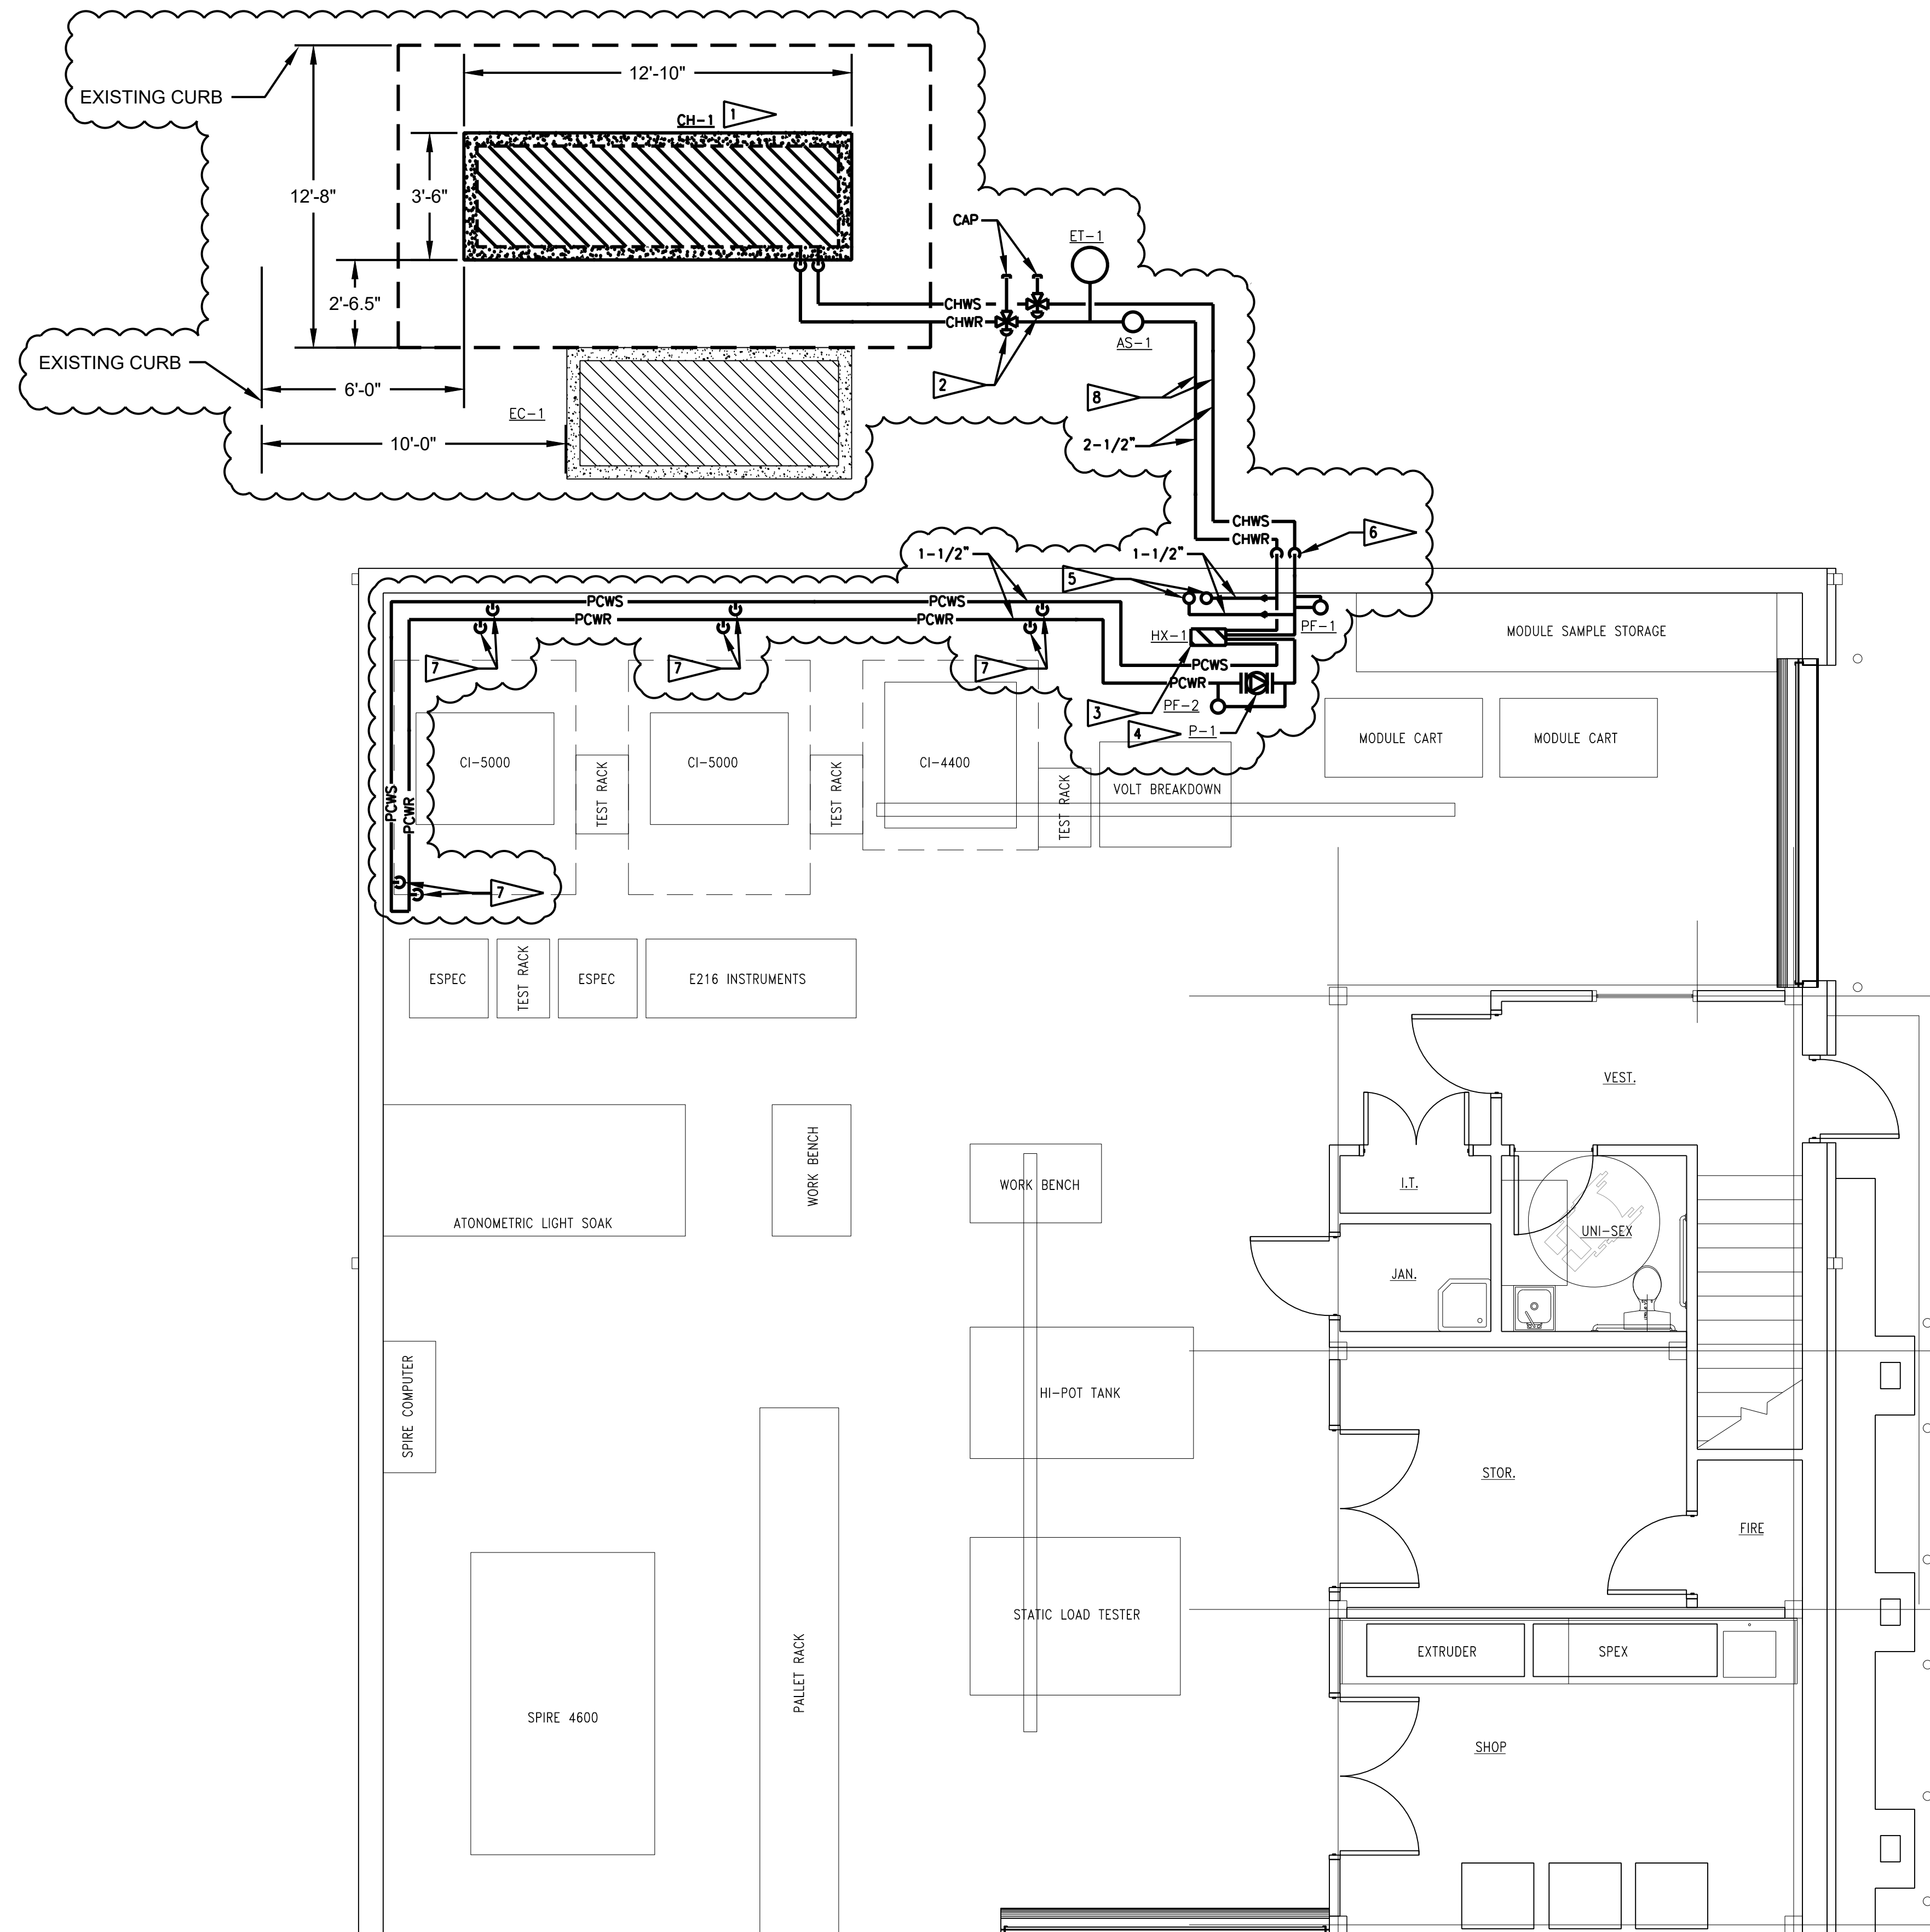 12'-10"
EXISTING CURB
CH-1
1
12'-8"
3'-6"
CAP
ET-1
2'-6.5"
CHWS
CHWR
AS-1
EXISTING CURB
6'-0"
2
8
EC-1
10'-0"
2-1/2"
CHWS
CHWR
6
1-1/2"
1-1/2"
5
PCWS
PCWS
PCWR
PCWR
PF-1
HX-1
MODULE SAMPLE STORAGE
7
7
7
PCWS
PCWR
3
PF-2
4
P-1
MODULE CART
MODULE CART
CI-5000
CI-5000
CI-4400
TEST RACK
TEST RACK
TEST RACK
VOLT BREAKDOWN
PCWS
PCWR
7
ESPEC
TEST RACK
ESPEC
E216 INSTRUMENTS
VEST.
WORK BENCH
WORK BENCH
I.T.
ATONOMETRIC LIGHT SOAK
UNI-SEX
JAN.
SPIRE COMPUTER
HI-POT TANK
STOR.
FIRE
STATIC LOAD TESTER
PALLET RACK
EXTRUDER
SPEX
SPIRE 4600
SHOP